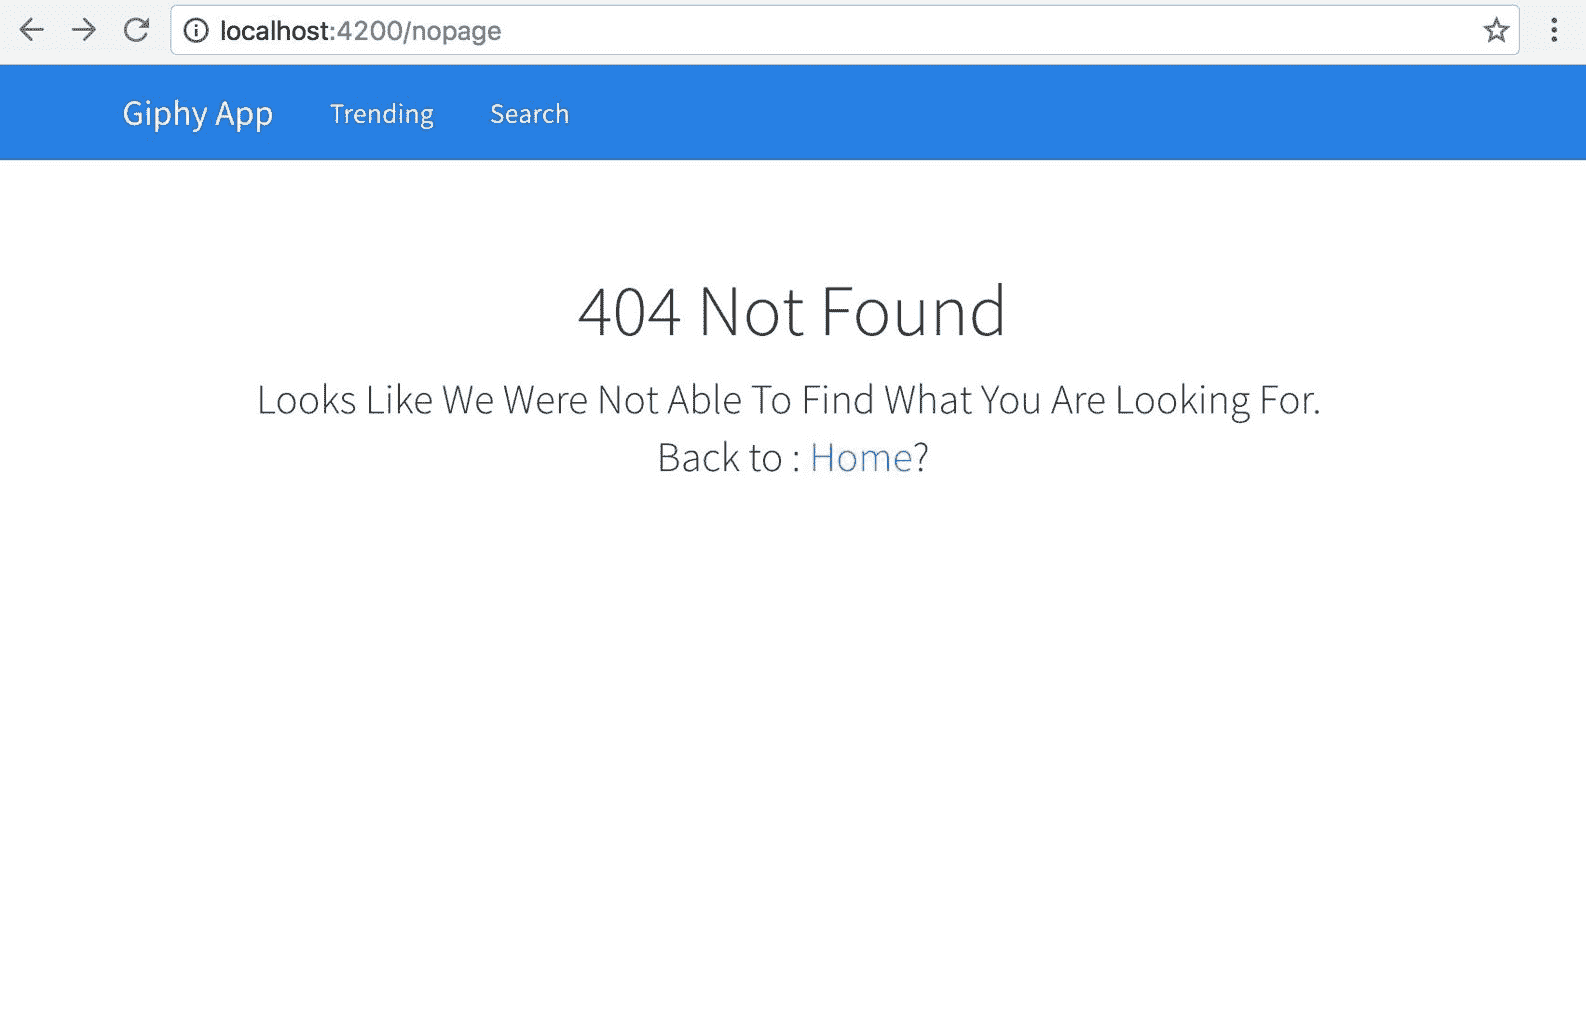 localhost:4200/nopage
Giphy App Trending Search
404 Not Found
Looks Like We Were Not Able To Find What You Are Looking For.
Back to : Home?